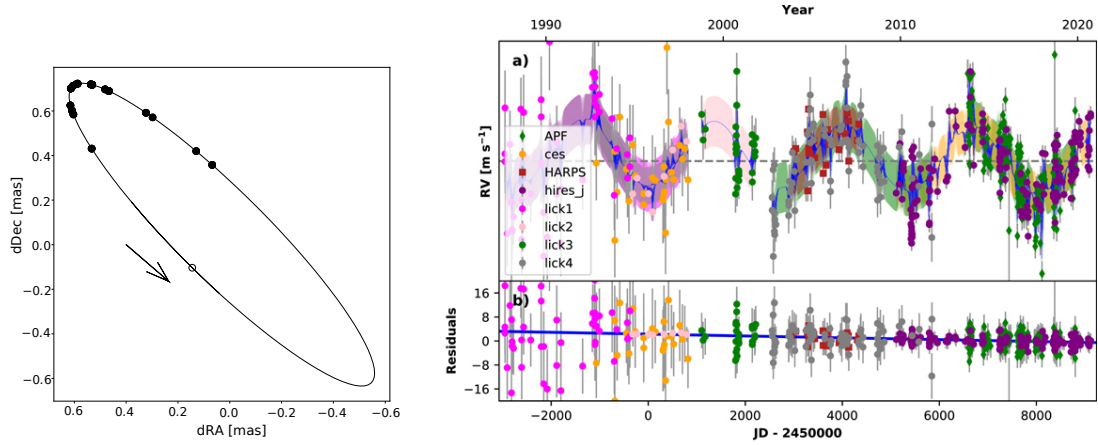 0.6
0.4
0.2
0.0
−0.2
−0.4
−0.6
dDec [mas]
0.6
0.4
0.2
0.0
−0.2
−0.4
−0.6
dRA [mas]
Year
1990
2000
2010
2020
a)
RV [m s⁻¹]
APF
ces
HARPS
hires_j
lick1
lick2
lick3
lick4
b)
Residuals
16
8
0
−8
−16
−2000
0
2000
4000
6000
8000
JD - 2450000